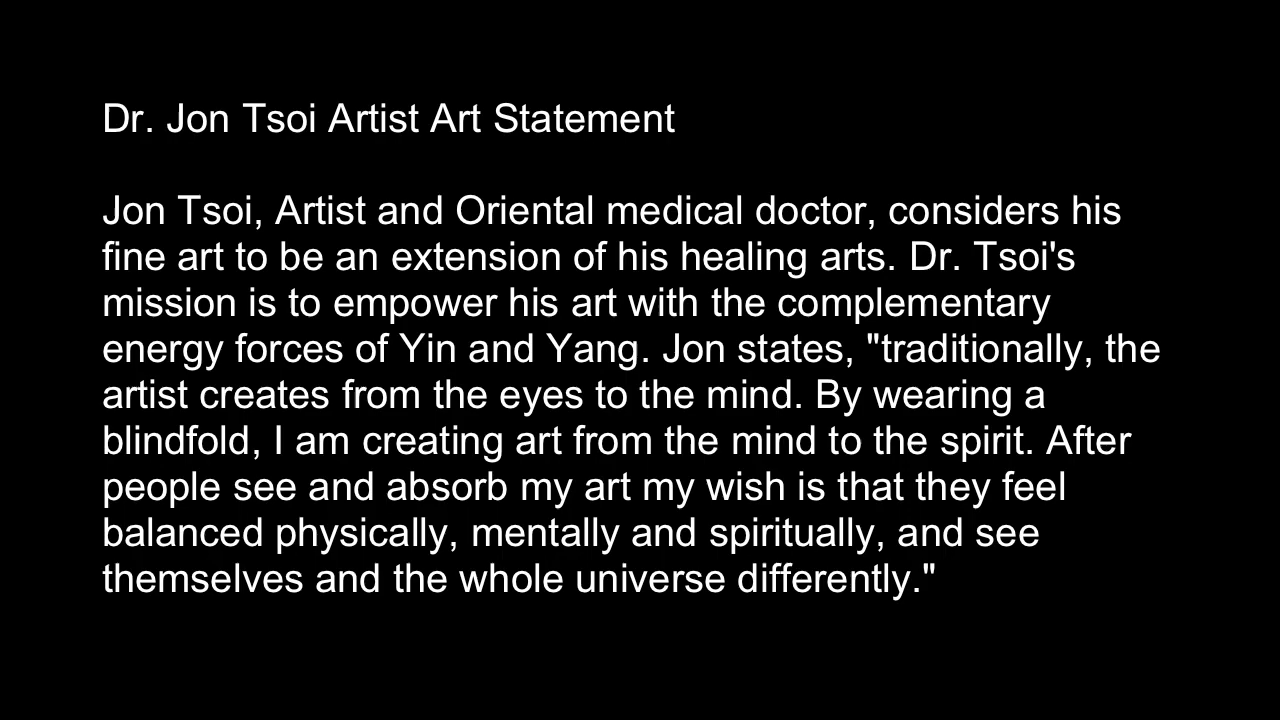 Dr. Jon Tsoi Artist Art Statement
Jon Tsoi, Artist and Oriental medical doctor, considers his
fine art to be an extension of his healing arts. Dr. Tsoi's
mission is to empower his art with the complementary
energy forces of Yin and Yang. Jon states, "traditionally, the
artist creates from the eyes to the mind. By wearing a
blindfold, I am creating art from the mind to the spirit. After
people see and absorb my art my wish is that they feel
balanced physically, mentally and spiritually, and see
themselves and the whole universe differently."